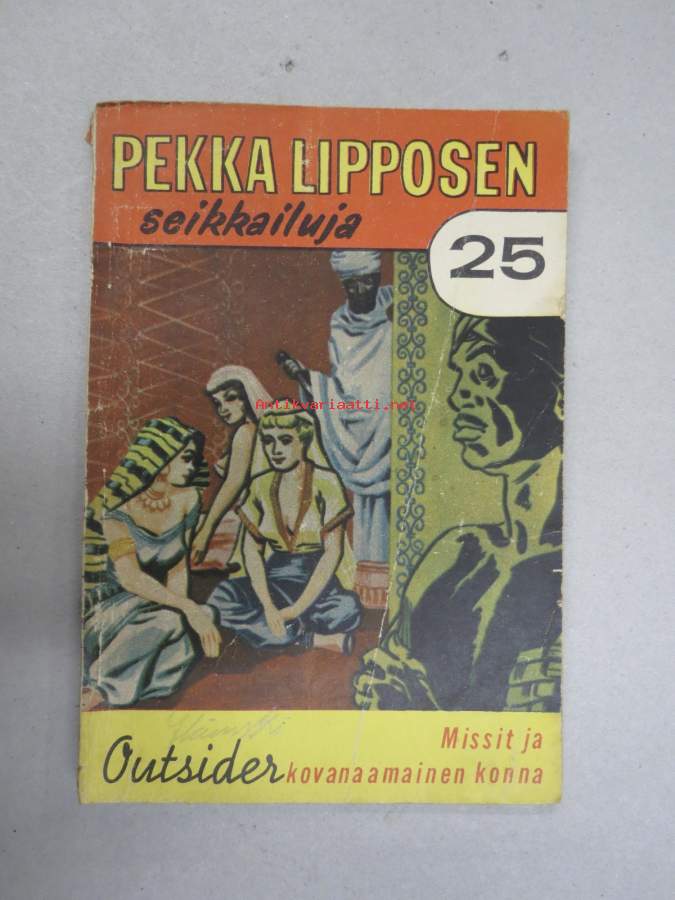 PEKKA LIPPOSEN
seikkailuja
25
Antikvariaatti.net
Missit ja
Outsider kovanaamainen konna